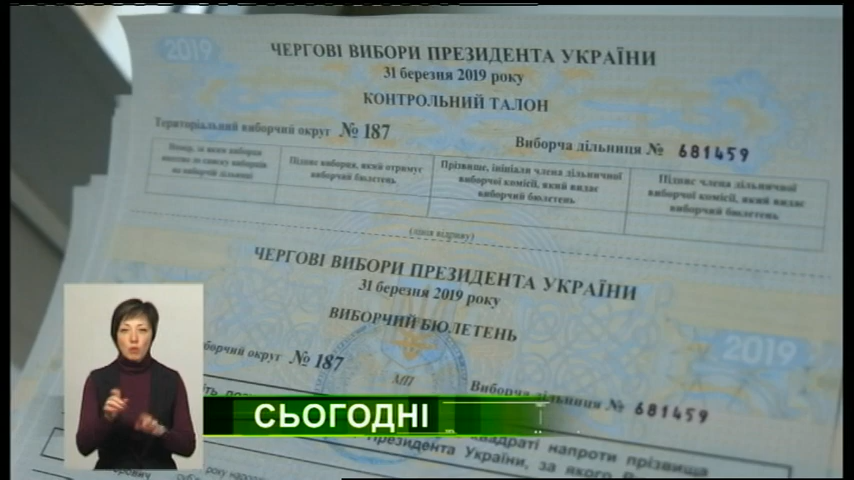 2019
ЧЕРГОВІ ВИБОРИ ПРЕЗИДЕНТА УКРАЇНИ
31 березня 2019 року
КОНТРОЛЬНИЙ ТАЛОН
Територіальний виборчий округ № 187
Виборча дільниця № 681459
Номер, за яким виборця внесено до списку виборців на виборчій дільниці
Підпис виборця, який отримує виборчий бюлетень
Прізвище, ініціали члена дільничної виборчої комісії, який видає виборчий бюлетень
Підпис члена дільничної виборчої комісії, який видає виборчий бюлетень
(лінія відриву)
ЧЕРГОВІ ВИБОРИ ПРЕЗИДЕНТА УКРАЇНИ
31 березня 2019 року
ВИБОРЧИЙ БЮЛЕТЕНЬ
2019
округ № 187
МП
Виборча дільниця № 681459
СЬОГОДНІ
квадраті напроти прізвища
Президента України, за якого
року